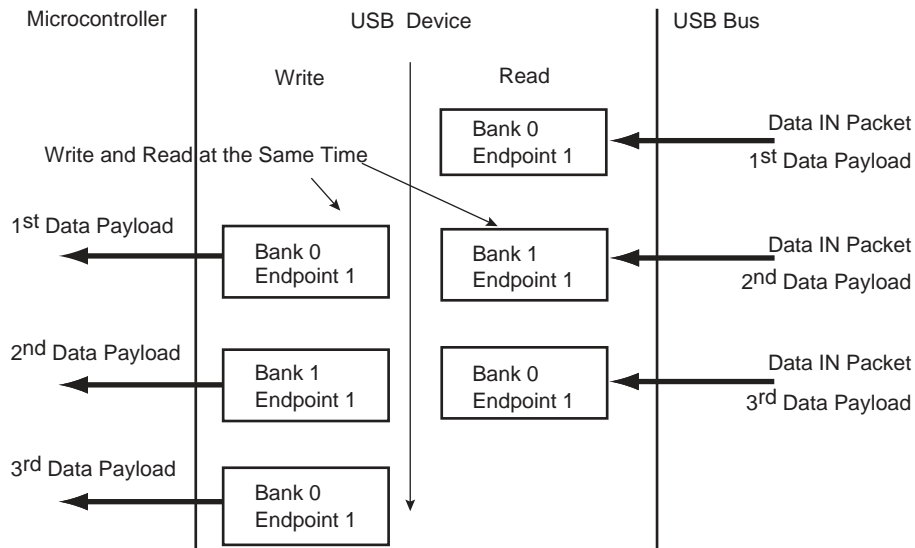 Microcontroller
USB Device
USB Bus
Write
Read
Bank 0
Endpoint 1
Data IN Packet
1st Data Payload
Write and Read at the Same Time
1st Data Payload
Bank 0
Endpoint 1
Bank 1
Endpoint 1
Data IN Packet
2nd Data Payload
2nd Data Payload
Bank 1
Endpoint 1
Bank 0
Endpoint 1
Data IN Packet
3rd Data Payload
3rd Data Payload
Bank 0
Endpoint 1